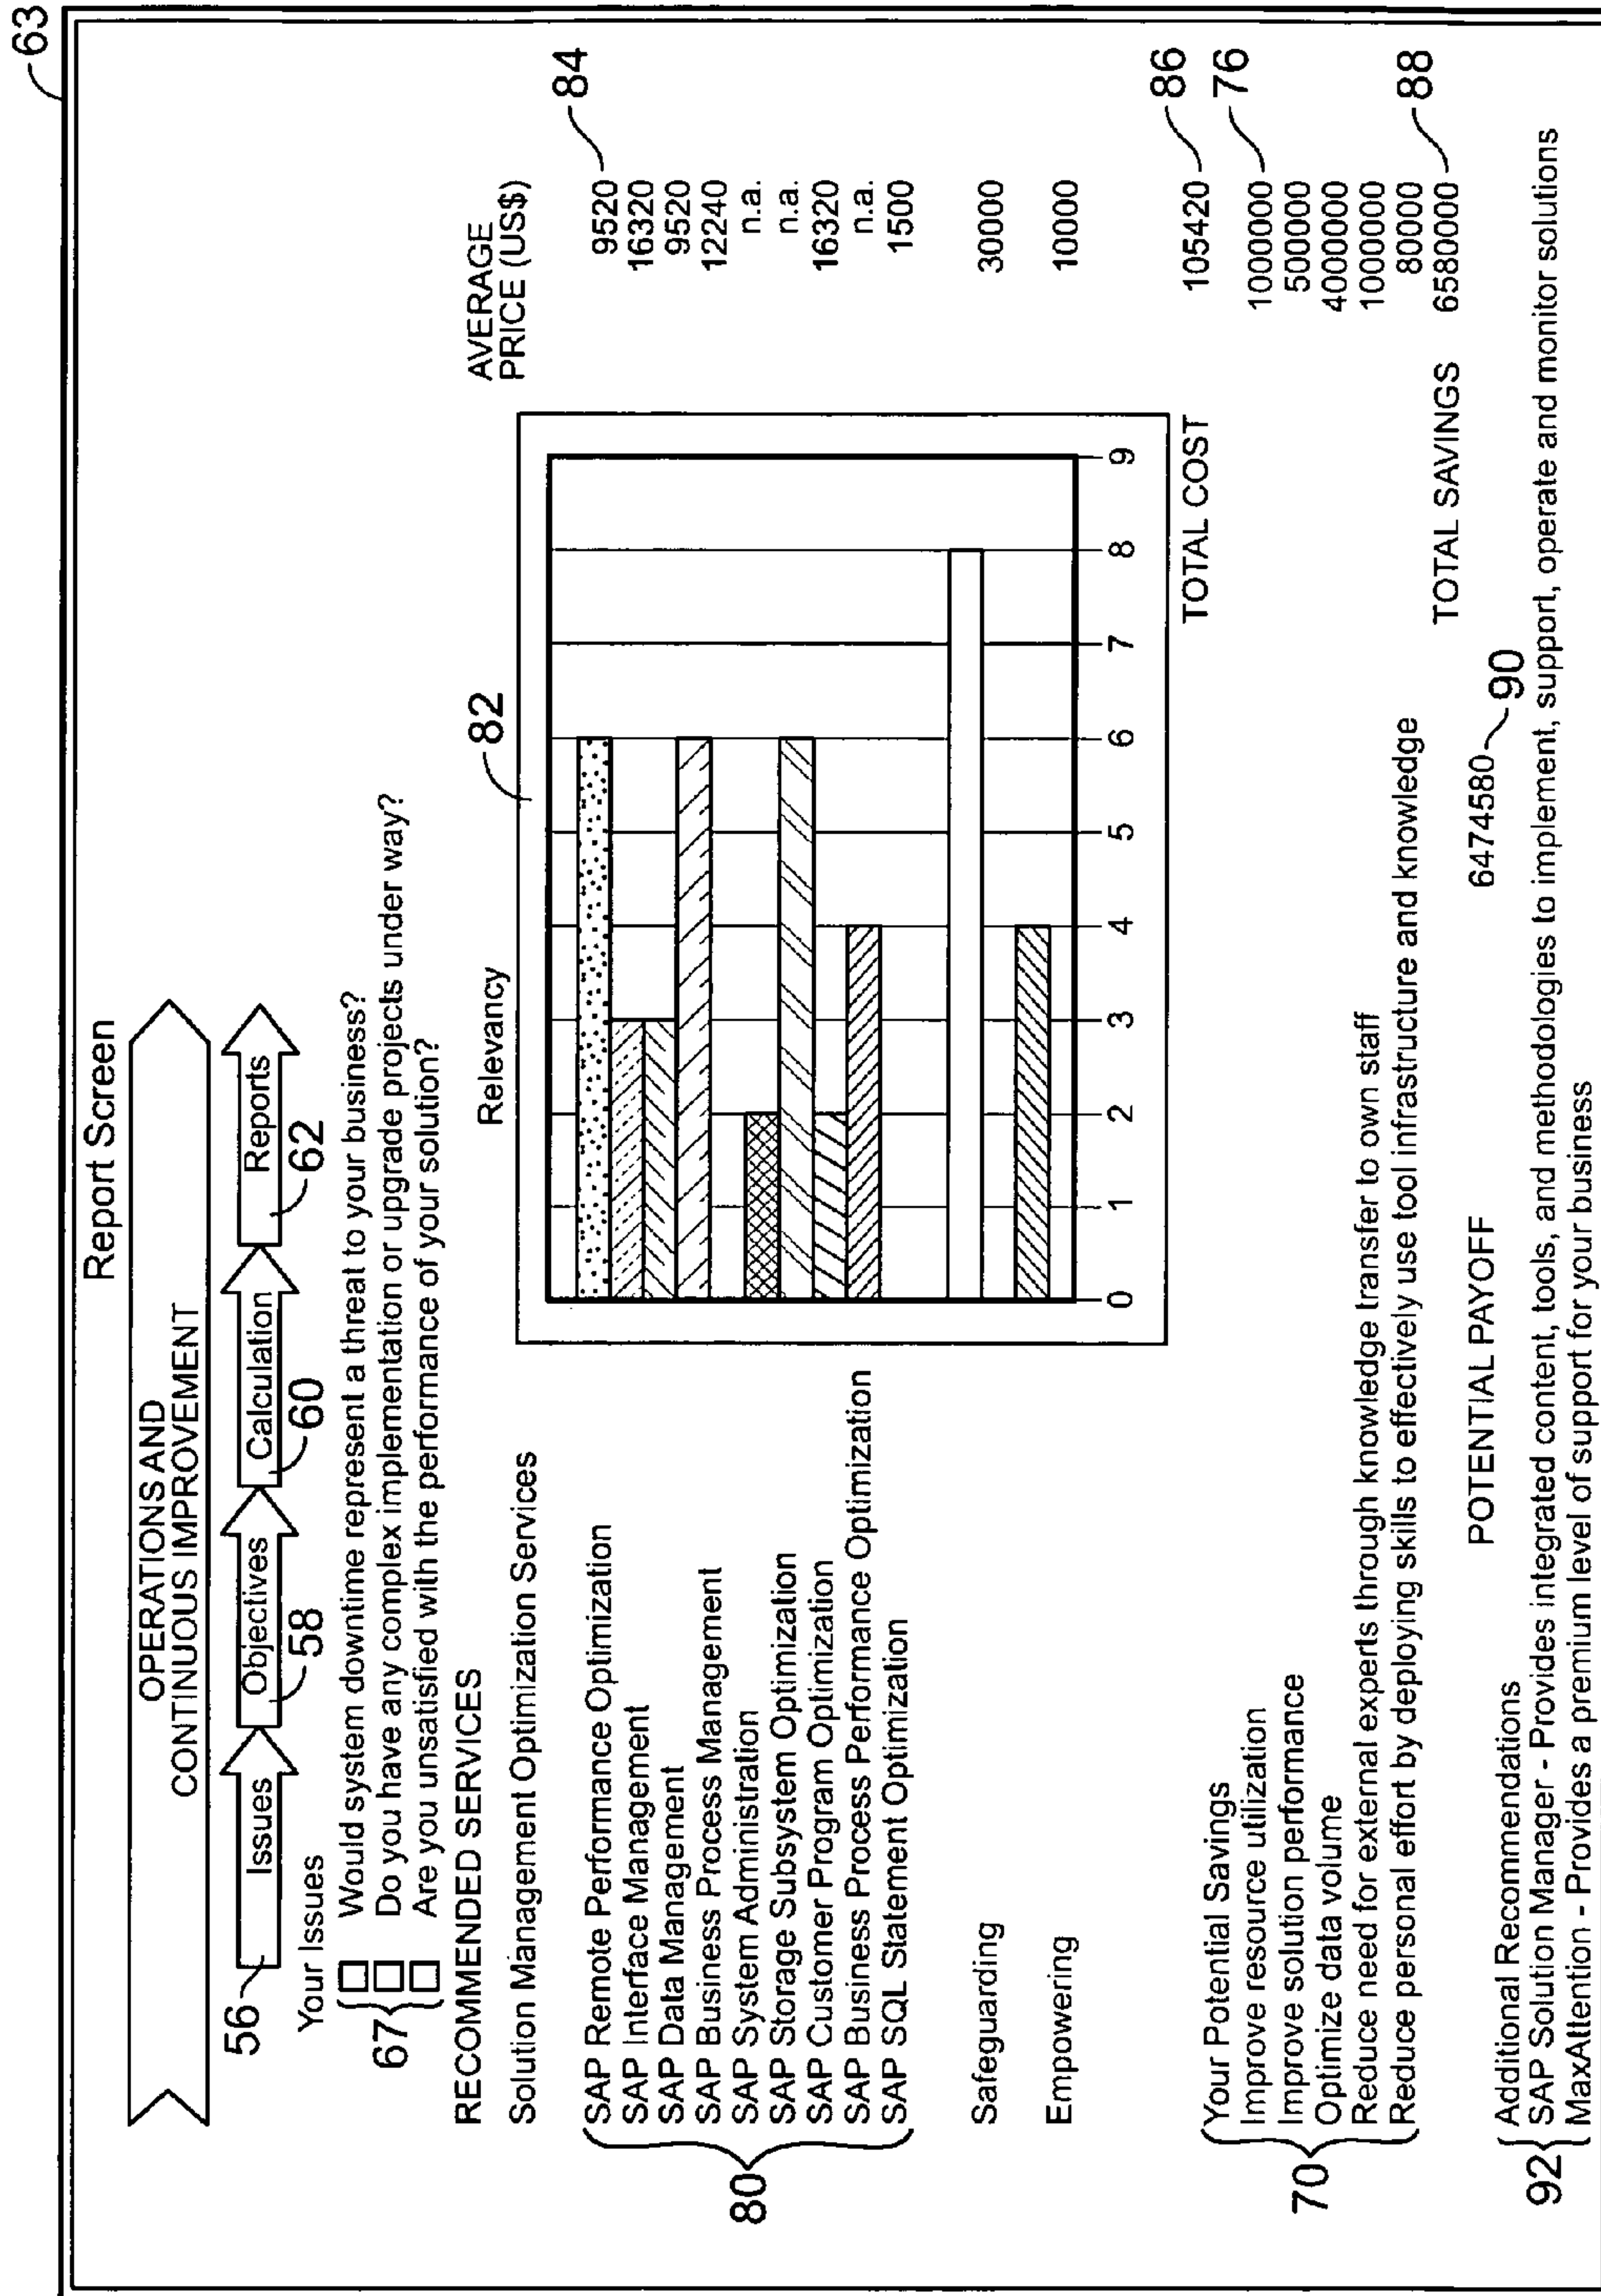 63
Report Screen
OPERATIONS AND
CONTINUOUS IMPROVEMENT
Issues
Objectives
Calculation
Reports
56
58
60
62
Your Issues
67
Would system downtime represent a threat to your business?
Do you have any complex implementation or upgrade projects under way?
Are you unsatisfied with the performance of your solution?
RECOMMENDED SERVICES
Solution Management Optimization Services
Relevancy
82
AVERAGE
PRICE (US$)
80
SAP Remote Performance Optimization 9520 84
SAP Interface Management 16320
SAP Data Management 9520
SAP Business Process Management 12240
SAP System Administration n.a.
SAP Storage Subsystem Optimization n.a.
SAP Customer Program Optimization 16320
SAP Business Process Performance Optimization n.a.
SAP SQL Statement Optimization 1500
Safeguarding 30000
Empowering 10000
0 1 2 3 4 5 6 7 8 9
TOTAL COST 105420 86
70
Your Potential Savings
Improve resource utilization 1000000 76
Improve solution performance 500000
Optimize data volume 4000000
Reduce need for external experts through knowledge transfer to own staff 1000000
Reduce personal effort by deploying skills to effectively use tool infrastructure and knowledge 80000
TOTAL SAVINGS 6580000 88
POTENTIAL PAYOFF 6474580 90
Additional Recommendations
92
SAP Solution Manager - Provides integrated content, tools, and methodologies to implement, support, operate and monitor solutions
MaxAttention - Provides a premium level of support for your business